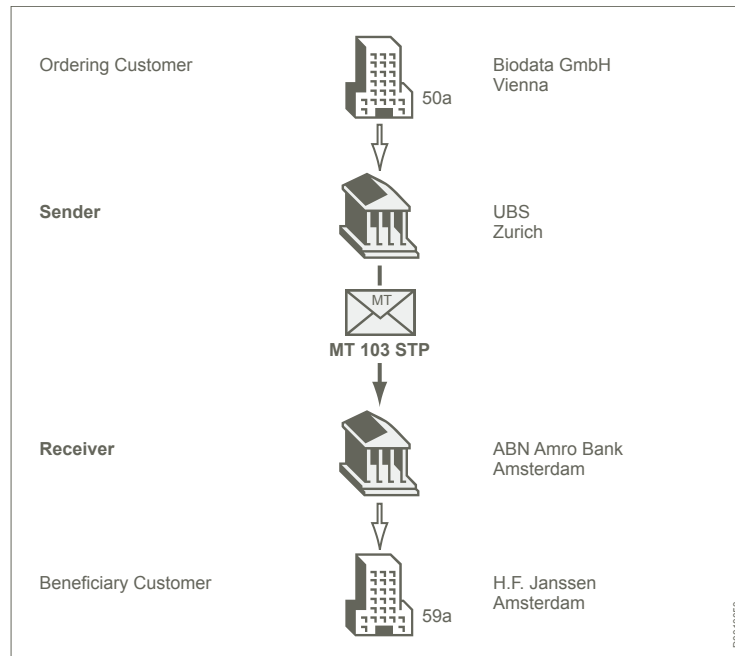 Ordering Customer
50a
Biodata GmbH
Vienna
Sender
UBS
Zurich
MT
MT 103 STP
Receiver
ABN Amro Bank
Amsterdam
Beneficiary Customer
59a
H.F. Janssen
Amsterdam